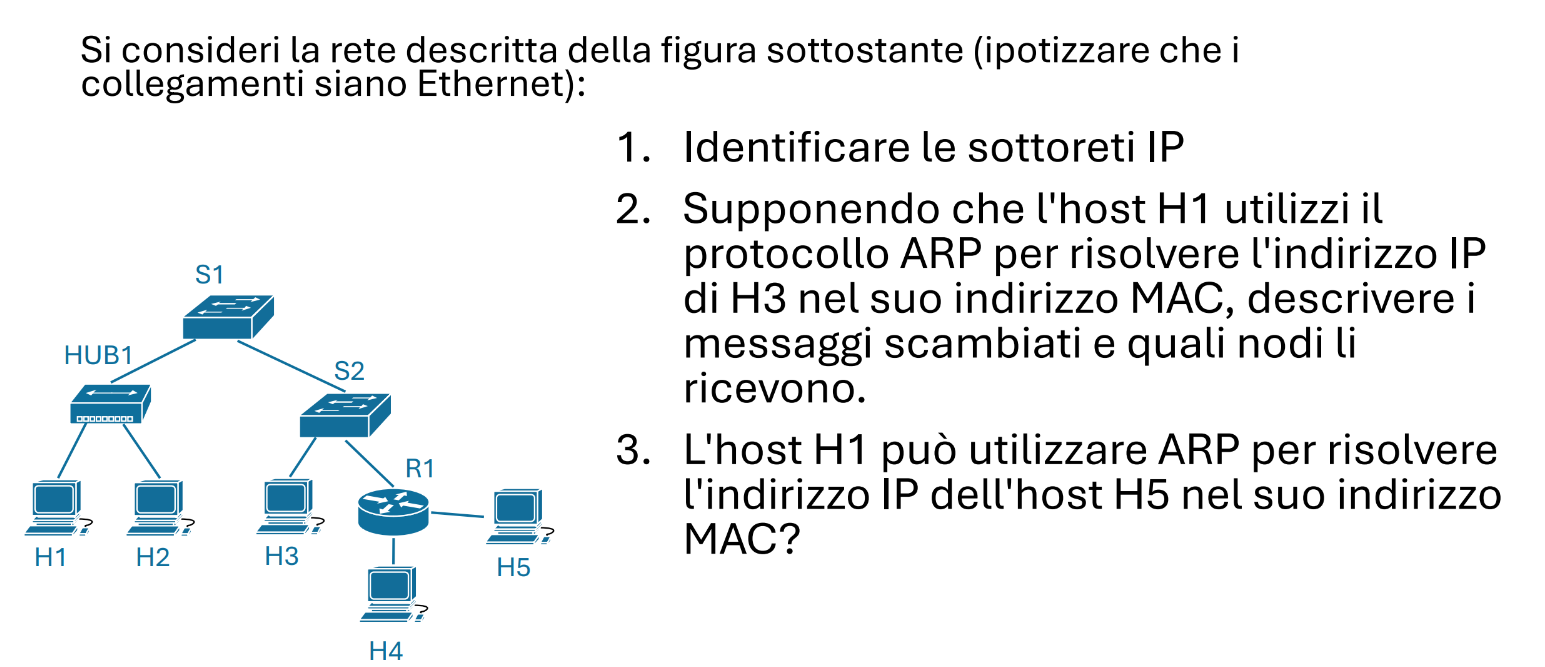 Si consideri la rete descritta della figura sottostante (ipotizzare che i
collegamenti siano Ethernet):
1. Identificare le sottoreti IP
2. Supponendo che l'host H1 utilizzi il
protocollo ARP per risolvere l'indirizzo IP
di H3 nel suo indirizzo MAC, descrivere i
messaggi scambiati e quali nodi li
ricevono.
3. L'host H1 può utilizzare ARP per risolvere
l'indirizzo IP dell'host H5 nel suo indirizzo
MAC?
S1
HUB1
S2
R1
H1
H2
H3
H5
H4